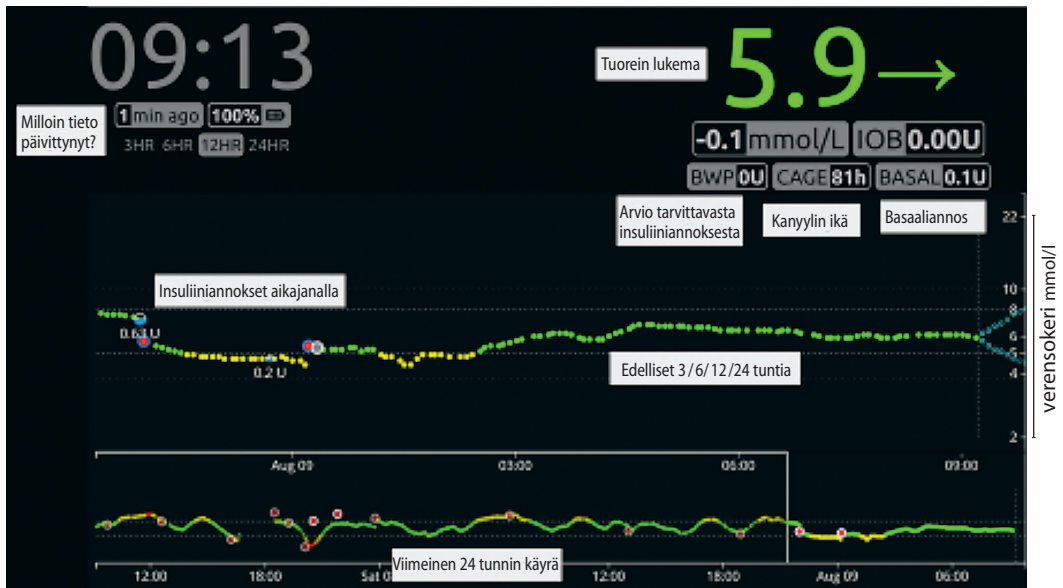 09:13
Tuorein lukema
5.9→
Milloin tieto
päivittynyt?
1 min ago 100%
3HR 6HR 12HR 24HR
-0.1 mmol/L IOB 0.00U
BWP 0U CAGE 81h BASAL 0.1U
Arvio tarvittavasta
insuliiniannoksesta
Kanyylin ikä
Basaaliannos
22
Insuliiniannokset aikajanalla
10
8
0.63 U
6
5
0.2 U
Edelliset 3/6/12/24 tuntia
4
2
verensokeri mmol/l
Aug 09 03:00 06:00 09:00
Viimeinen 24 tunnin käyrä
12:00 18:00 Sat 12:00 18:00 Aug 09 06:00